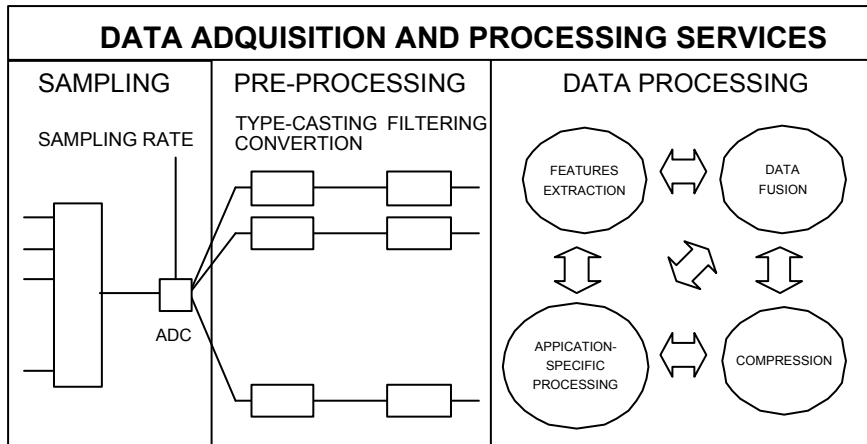 DATA ADQUISITION AND PROCESSING SERVICES
SAMPLING
PRE-PROCESSING
DATA PROCESSING
SAMPLING RATE
ADC
TYPE-CASTING
CONVERTION
FILTERING
FEATURES
EXTRACTION
DATA
FUSION
APPICATION-
SPECIFIC
PROCESSING
COMPRESSION